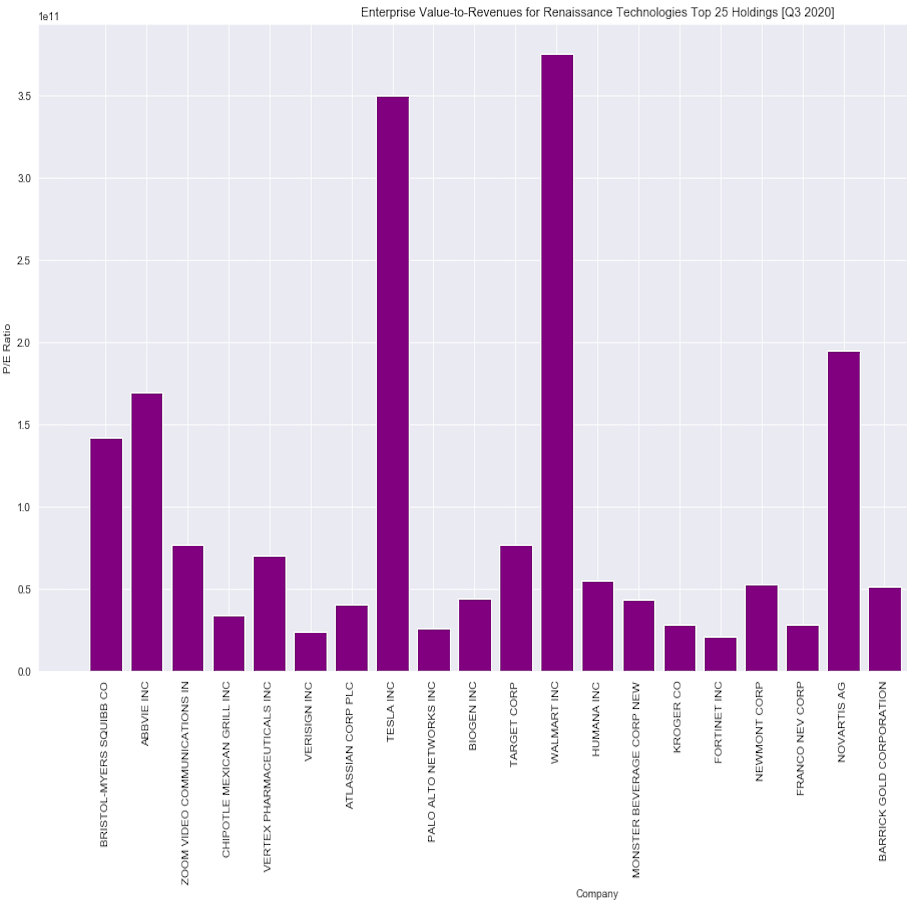 Enterprise Value-to-Revenues for Renaissance Technologies Top 25 Holdings [Q3 2020]
1e11
3.5
3.0
2.5
2.0
1.5
1.0
0.5
0.0
P/E Ratio
BRISTOL-MYERS SQUIBB CO
ABBVIE INC
ZOOM VIDEO COMMUNICATIONS IN
CHIPOTLE MEXICAN GRILL INC
VERTEX PHARMACEUTICALS INC
VERISIGN INC
ATLASSIAN CORP PLC
TESLA INC
PALO ALTO NETWORKS INC
BIOGEN INC
TARGET CORP
WALMART INC
HUMANA INC
MONSTER BEVERAGE CORP NEW
KROGER CO
FORTINET INC
NEWMONT CORP
FRANCO NEV CORP
NOVARTIS AG
BARRICK GOLD CORPORATION
Company